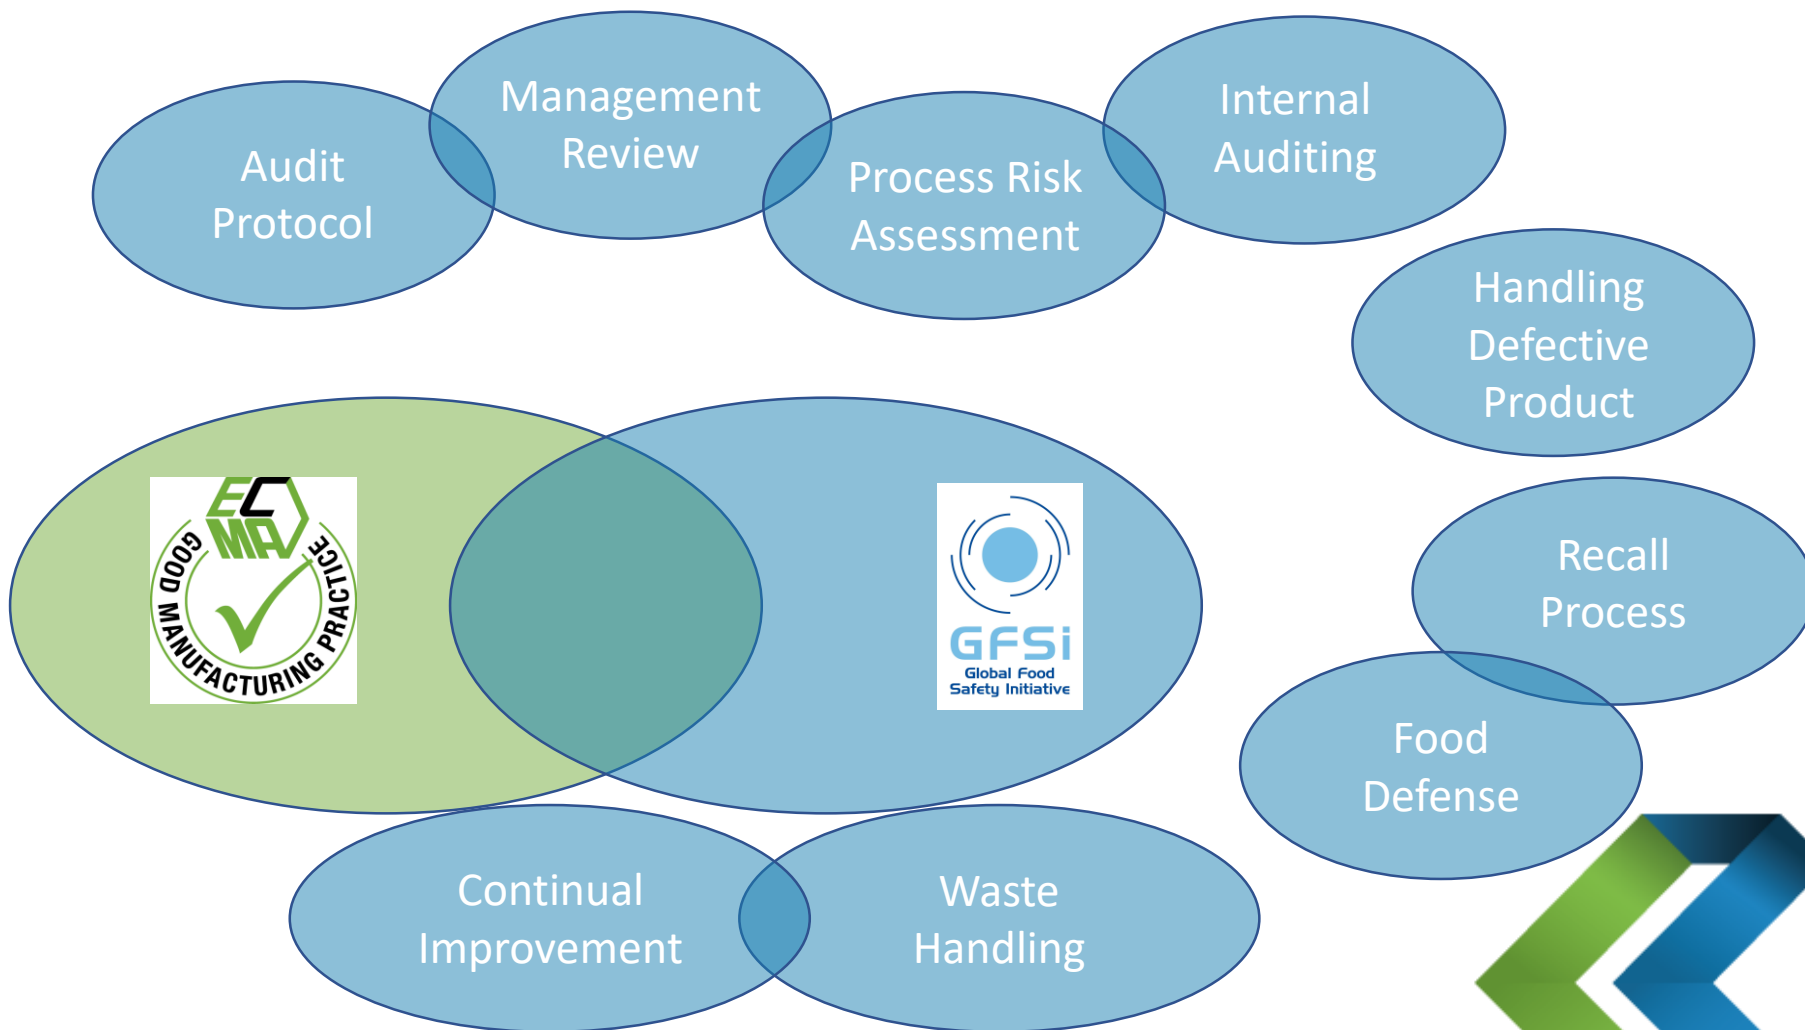 Management
Review
Internal
Auditing
Audit
Protocol
Process Risk
Assessment
Handling
Defective
Product
ECMA
GOOD MANUFACTURING PRACTICE
GFSi
Global Food
Safety Initiative
Recall
Process
Food
Defense
Continual
Improvement
Waste
Handling